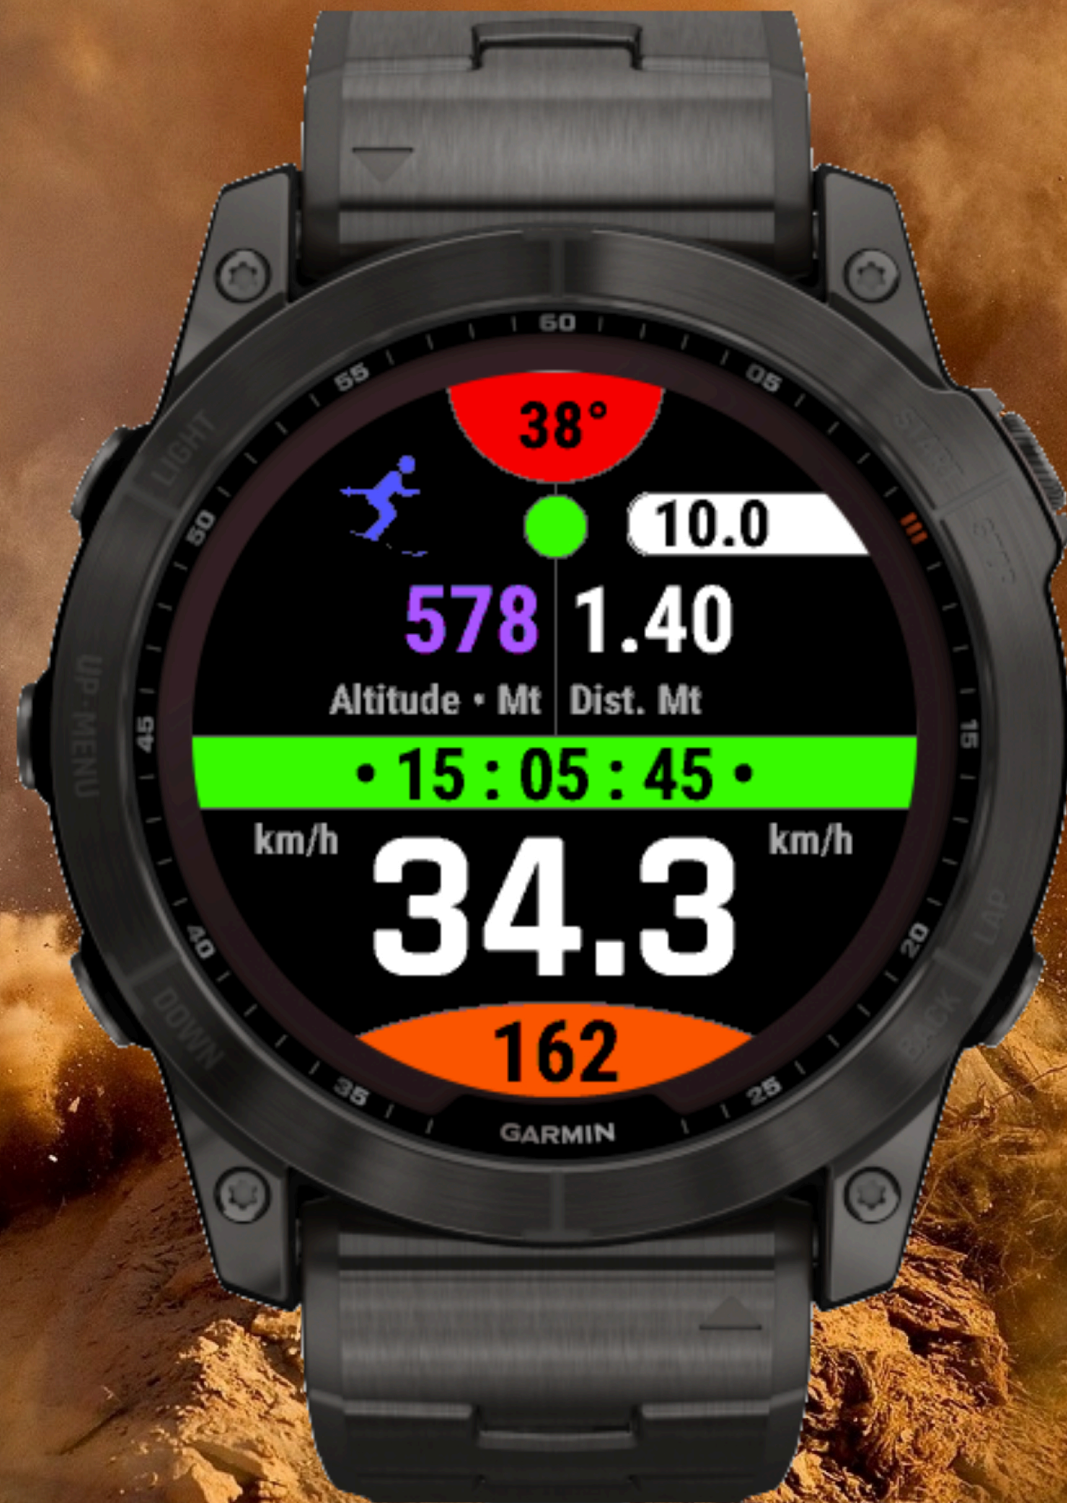 60
55
05
LIGHT
START
STOP
50
38°
10.0
578
1.40
Altitude • Mt
Dist. Mt
UP·MENU
45
15
• 15 : 05 : 45 •
km/h
34.3
km/h
40
20
LAP
DOWN
BACK
162
35
25
GARMIN